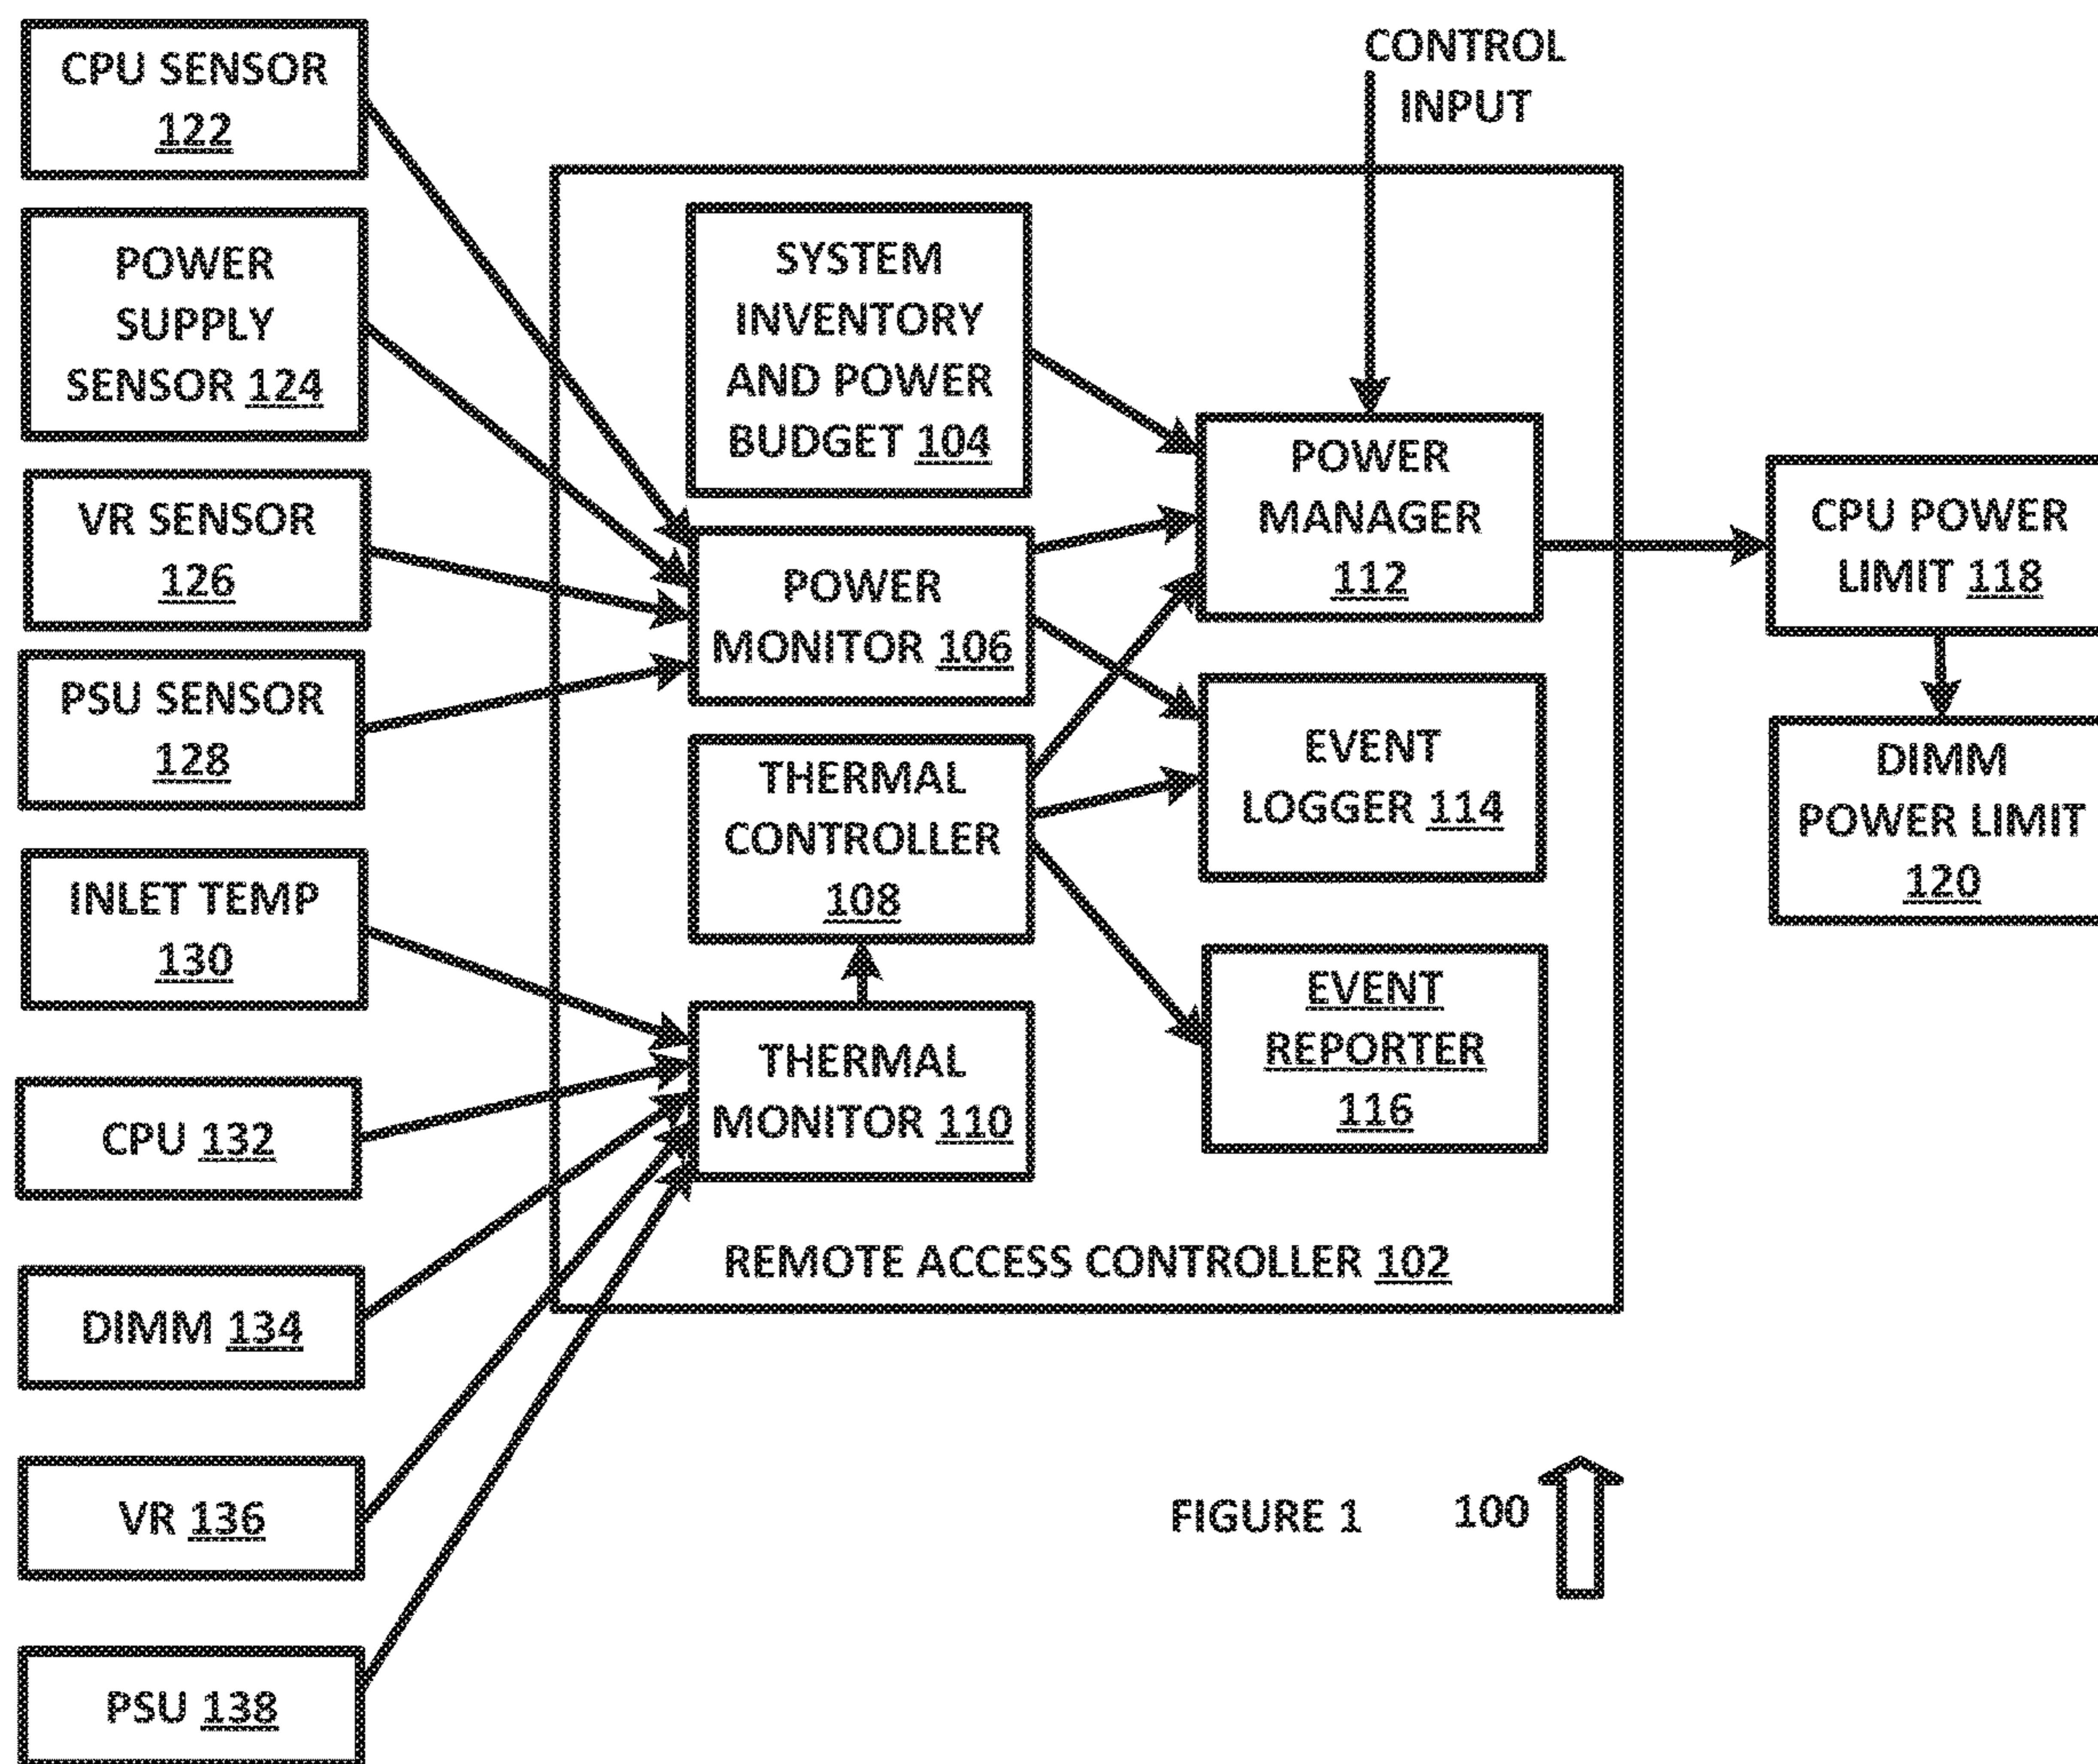 CPU SENSOR
122
POWER
SUPPLY
SENSOR 124
VR SENSOR
126
PSU SENSOR
128
INLET TEMP
130
CPU 132
DIMM 134
VR 136
PSU 138
CONTROL
INPUT
SYSTEM
INVENTORY
AND POWER
BUDGET 104
POWER
MONITOR 106
THERMAL
CONTROLLER
108
THERMAL
MONITOR 110
POWER
MANAGER
112
EVENT
LOGGER 114
EVENT
REPORTER
116
REMOTE ACCESS CONTROLLER 102
CPU POWER
LIMIT 118
DIMM
POWER LIMIT
120
FIGURE 1
100